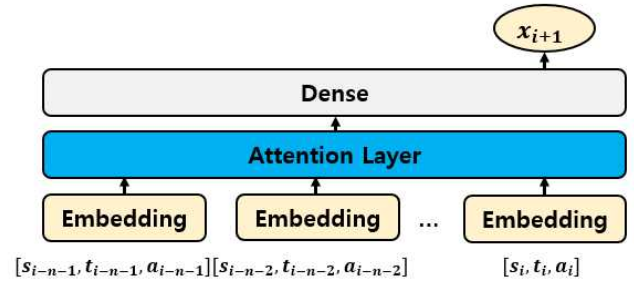 x_{i+1}
Dense
Attention Layer
Embedding Embedding ... Embedding
[s_{i-n-1}, t_{i-n-1}, a_{i-n-1}][s_{i-n-2}, t_{i-n-2}, a_{i-n-2}] [s_i, t_i, a_i]